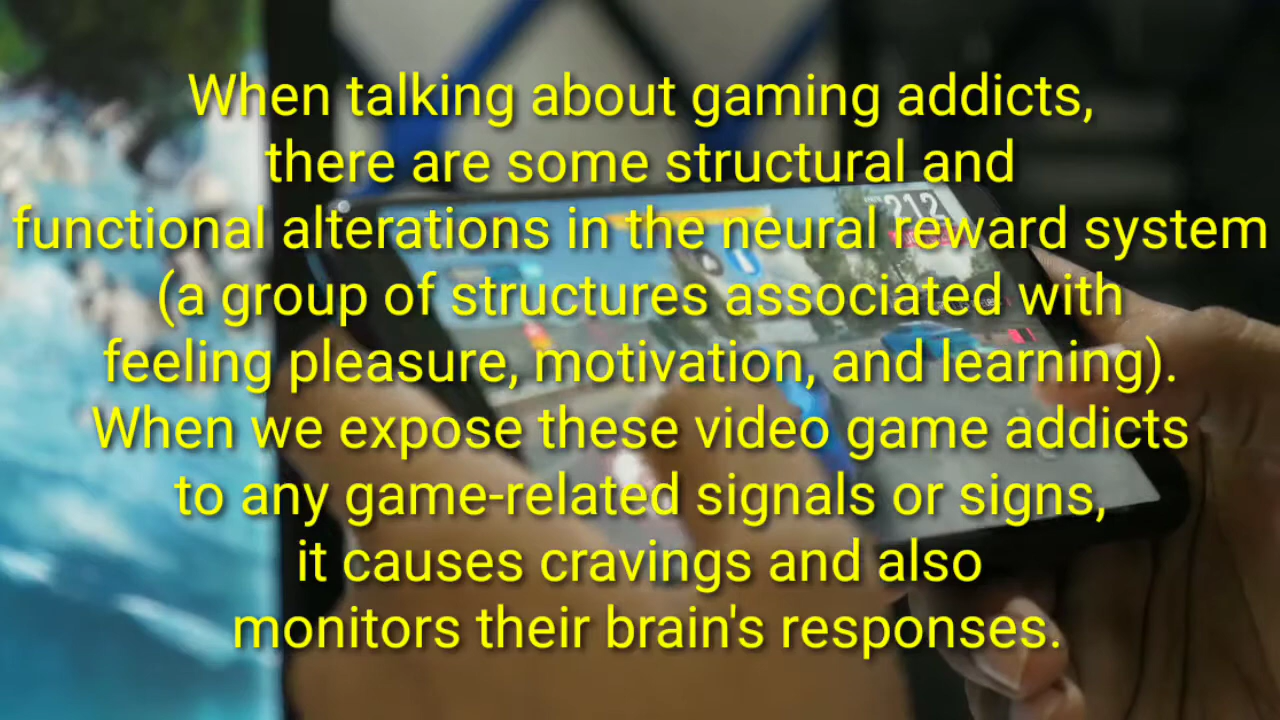 When talking about gaming addicts,
there are some structural and
functional alterations in the neural reward system
(a group of structures associated with
feeling pleasure, motivation, and learning).
When we expose these video game addicts
to any game-related signals or signs,
it causes cravings and also
monitors their brain's responses.
212